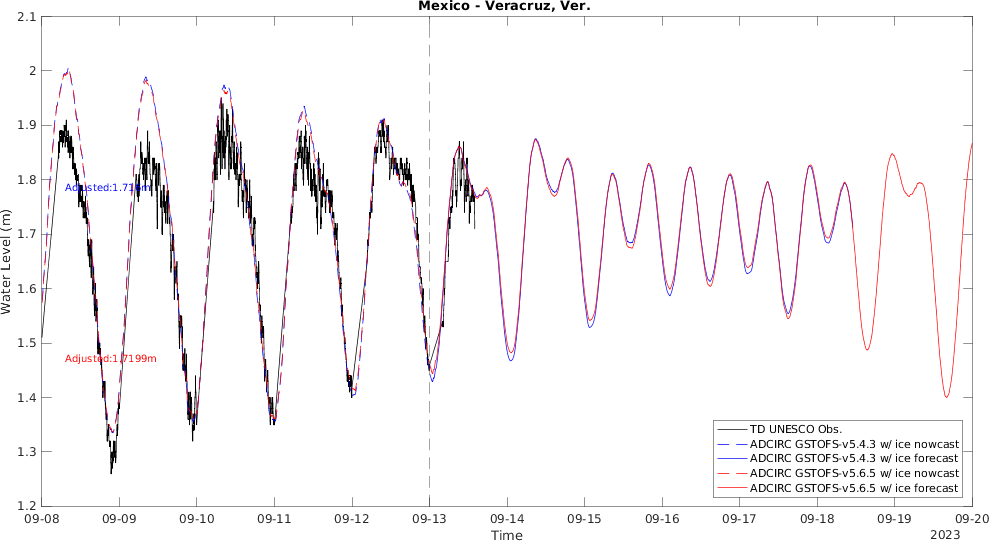 Mexico - Veracruz, Ver.
2.1
2
1.9
1.8
1.7
1.6
1.5
1.4
1.3
1.2
Water Level (m)
Adjusted:1.716m
Adjusted:1.7199m
TD UNESCO Obs.
ADCIRC GSTOFS-v5.4.3 w/ ice nowcast
ADCIRC GSTOFS-v5.4.3 w/ ice forecast
ADCIRC GSTOFS-v5.6.5 w/ ice nowcast
ADCIRC GSTOFS-v5.6.5 w/ ice forecast
09-08 09-09 09-10 09-11 09-12 09-13 09-14 09-15 09-16 09-17 09-18 09-19 09-20
Time
2023